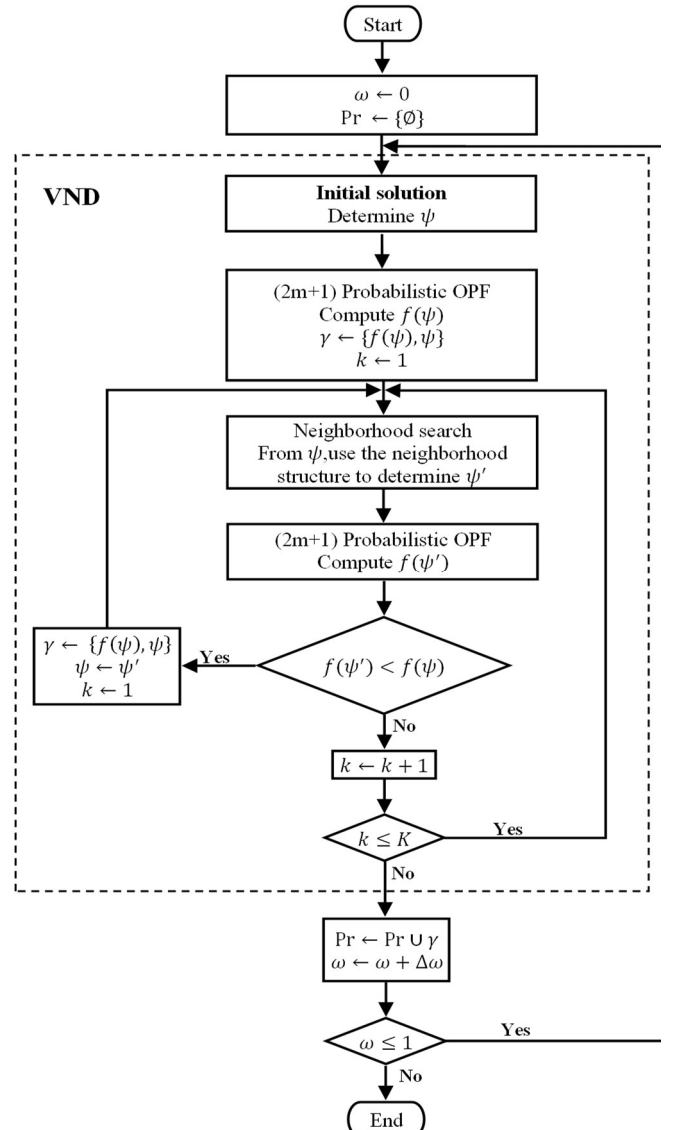 Start
ω ← 0
Pr ← {∅}
VND
Initial solution
Determine ψ
(2m+1) Probabilistic OPF
Compute f(ψ)
γ ← {f(ψ), ψ}
k ← 1
Neighborhood search
From ψ,use the neighborhood
structure to determine ψ′
(2m+1) Probabilistic OPF
Compute f(ψ′)
f(ψ′) < f(ψ)
Yes
γ ← {f(ψ), ψ}
ψ ← ψ′
k ← 1
No
k ← k + 1
k ≤ K
Yes
No
Pr ← Pr ∪ γ
ω ← ω + Δω
ω ≤ 1
Yes
No
End